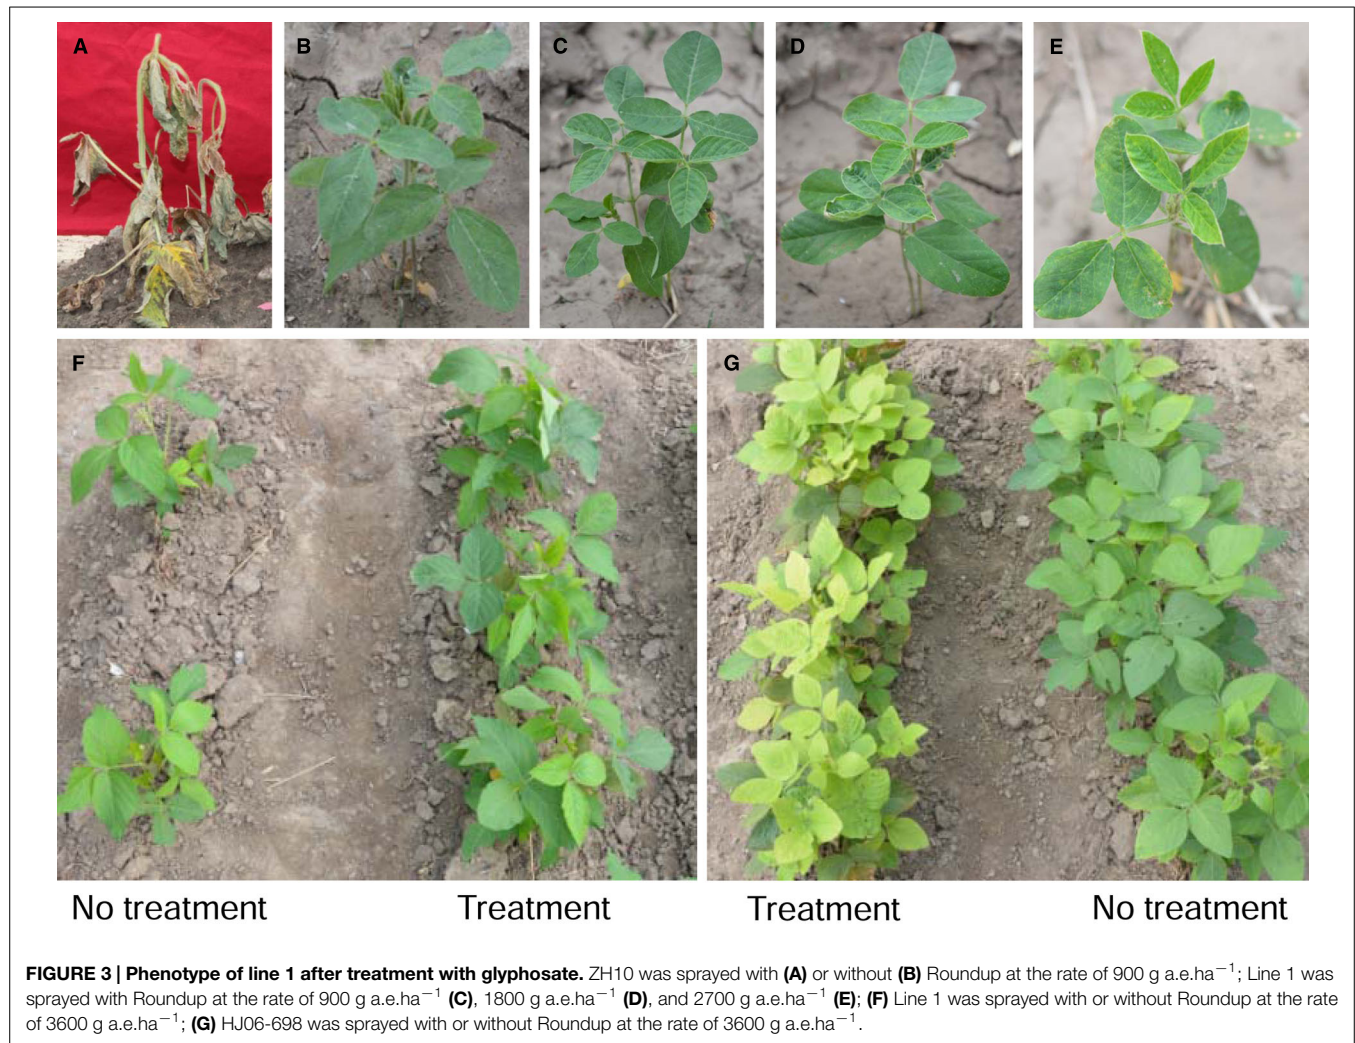 A
B
C
D
E
F
G
No treatment
Treatment
Treatment
No treatment
FIGURE 3 | Phenotype of line 1 after treatment with glyphosate. ZH10 was sprayed with (A) or without (B) Roundup at the rate of 900 g a.e.ha−1; Line 1 was
sprayed with Roundup at the rate of 900 g a.e.ha−1 (C), 1800 g a.e.ha−1 (D), and 2700 g a.e.ha−1 (E); (F) Line 1 was sprayed with or without Roundup at the rate
of 3600 g a.e.ha−1; (G) HJ06-698 was sprayed with or without Roundup at the rate of 3600 g a.e.ha−1.